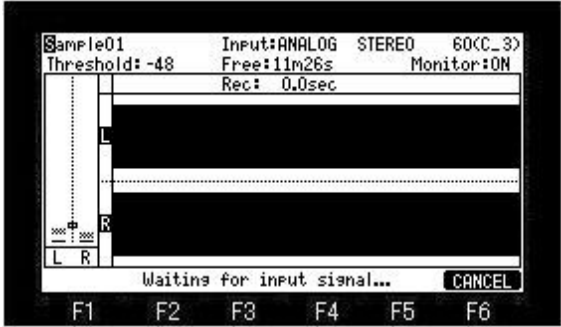 Sample01 Input:ANALOG STEREO 60(C_3)
Threshold:-48 Free:11m26s Monitor:ON
Rec: 0.0sec
L
R
L R
Waiting for input signal... CANCEL
F1 F2 F3 F4 F5 F6